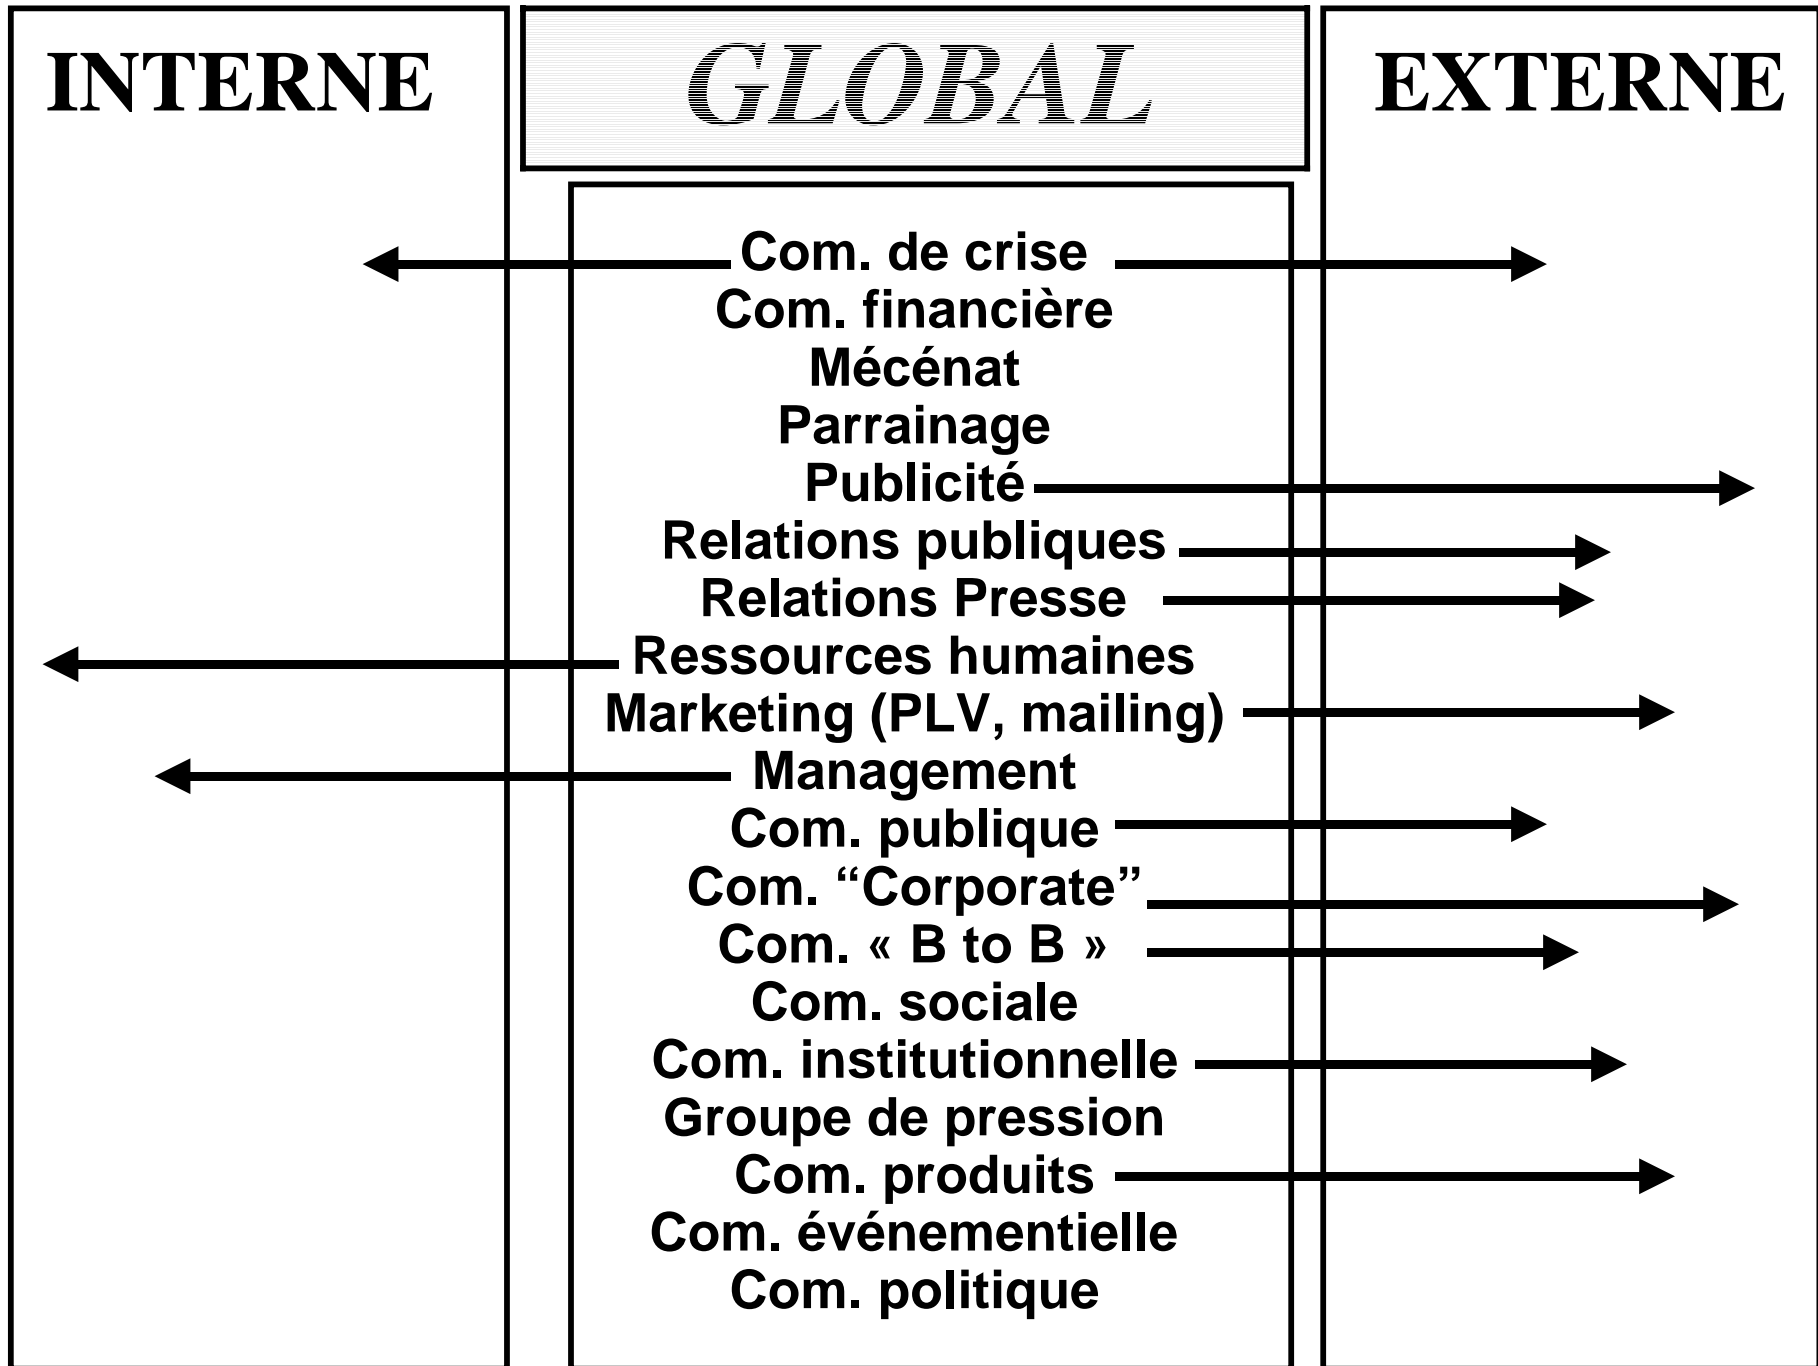 INTERNE
GLOBAL
EXTERNE
Com. de crise
Com. financière
Mécénat
Parrainage
Publicité
Relations publiques
Relations Presse
Ressources humaines
Marketing (PLV, mailing)
Management
Com. publique
Com. “Corporate”
Com. « B to B »
Com. sociale
Com. institutionnelle
Groupe de pression
Com. produits
Com. événementielle
Com. politique